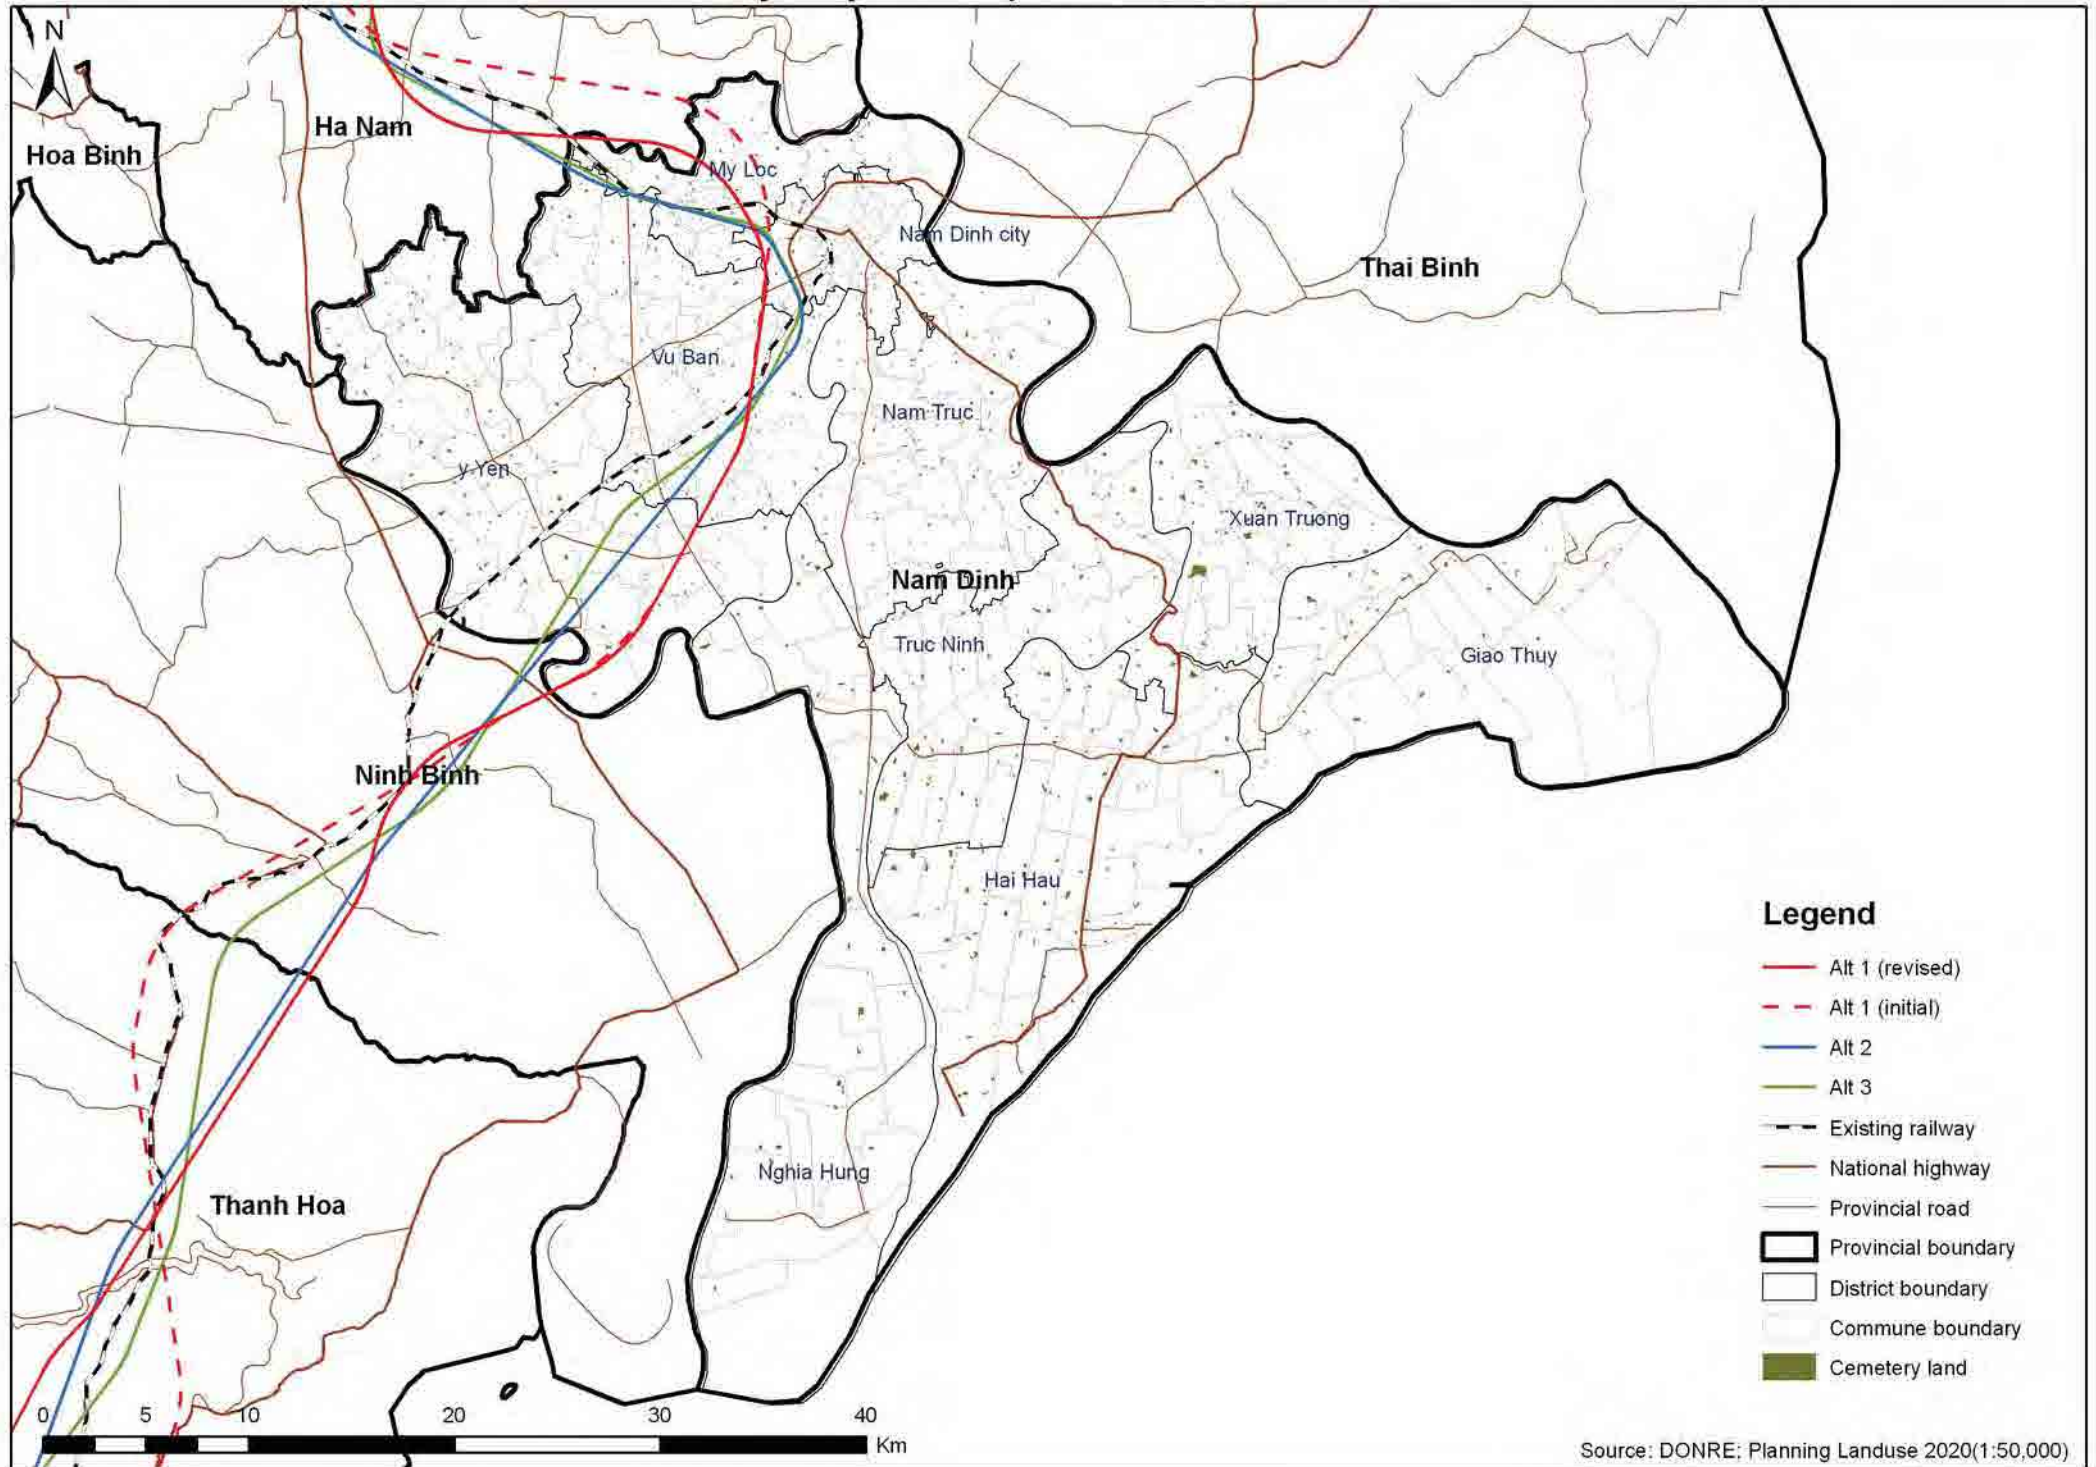 N
Ha Nam
Hoa Binh
My Loc
Nam Dinh city
Thai Binh
Vu Ban
Nam Truc
y Yen
Xuan Truong
Nam Dinh
Truc Ninh
Giao Thuy
Ninh Binh
Hai Hau
Nghia Hung
Thanh Hoa
Legend
Alt 1 (revised)
Alt 1 (initial)
Alt 2
Alt 3
Existing railway
National highway
Provincial road
Provincial boundary
District boundary
Commune boundary
Cemetery land
0 5 10 20 30 40
Km
Source: DONRE; Planning Landuse 2020(1:50,000)